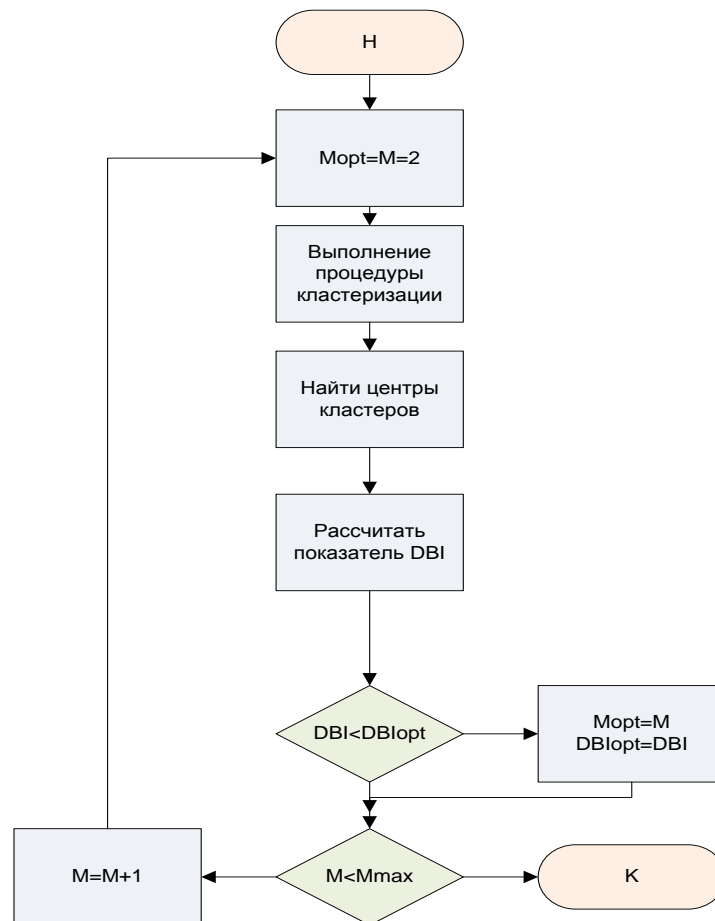 Н
Mopt=M=2
Выполнение
процедуры
кластеризации
Найти центры
кластеров
Рассчитать
показатель DBI
DBI<DBIopt
Mopt=M
DBIopt=DBI
M=M+1
M<Mmax
К